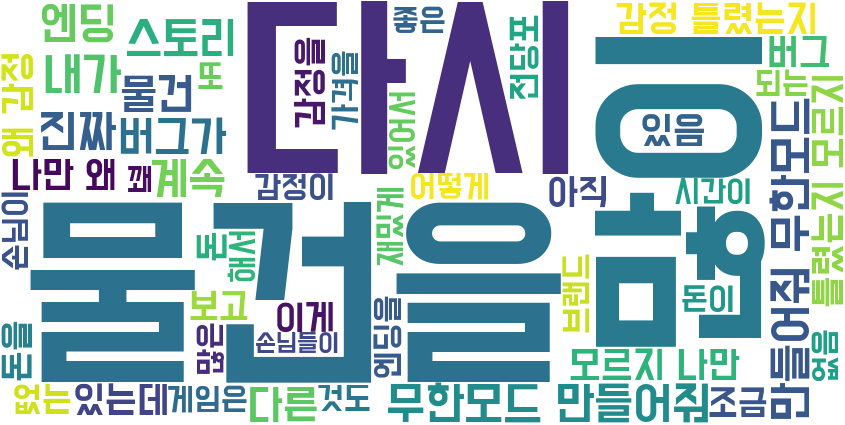 엔딩
스토리
다시
좋은
감정 틀렸는지
버그
왜 감정
내가
또
물건
감정을
가격을
전당포
많이
있음
되는
진짜
버그가
있어서
모르지 틀렸는지
무한모드 만들어줘
나만 왜
꽤
계속
감정이
어떻게
아직
시간이
손님이
물건을
돈
해서
재밌게
브랜드
돈이
보고
이게
많은
손님들이
엔딩을
돈을
모르지 나만
없음
없는
있는데
게임은
다른
것도
무한모드 만들어줘
조금